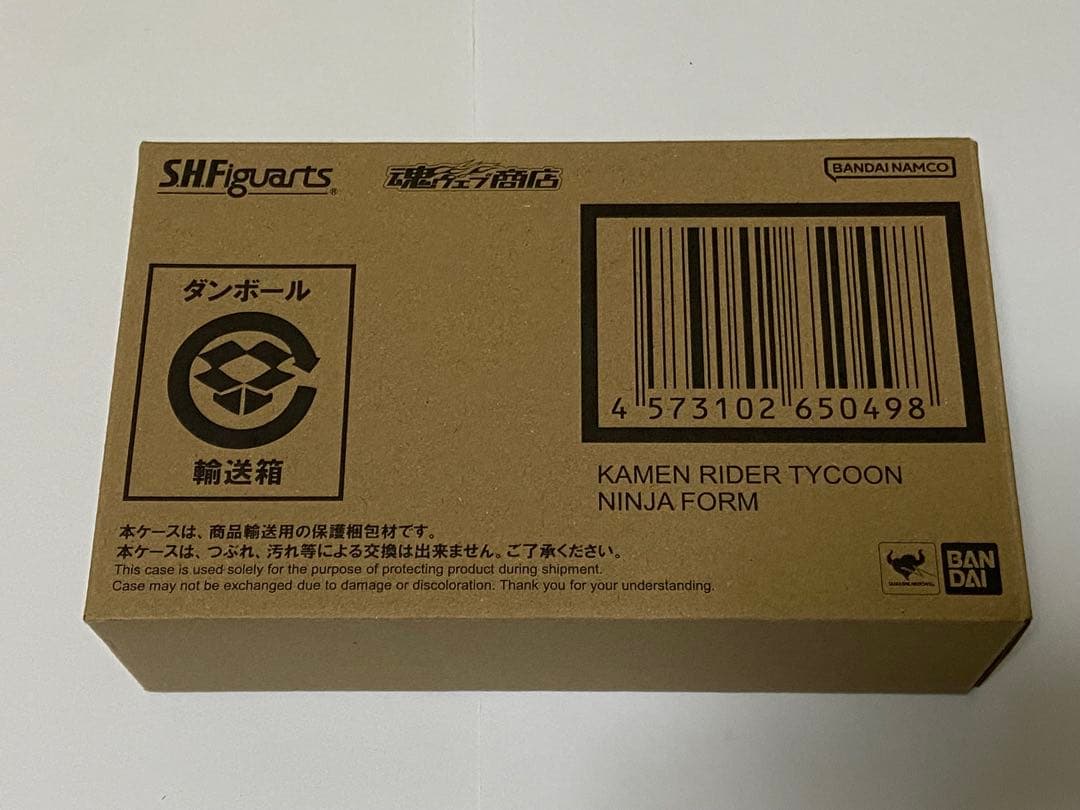 S.H.Figuarts®
魂ウェブ商店
BANDAI NAMCO
ダンボール
輸送箱
4 573102 650498
KAMEN RIDER TYCOON
NINJA FORM
本ケースは、商品輸送用の保護梱包材です。
本ケースは、つぶれ、汚れ等による交換は出来ません。ご了承ください。
This case is used solely for the purpose of protecting product during shipment.
Case may not be exchanged due to damage or discoloration. Thank you for your understanding.
BAN
DAI